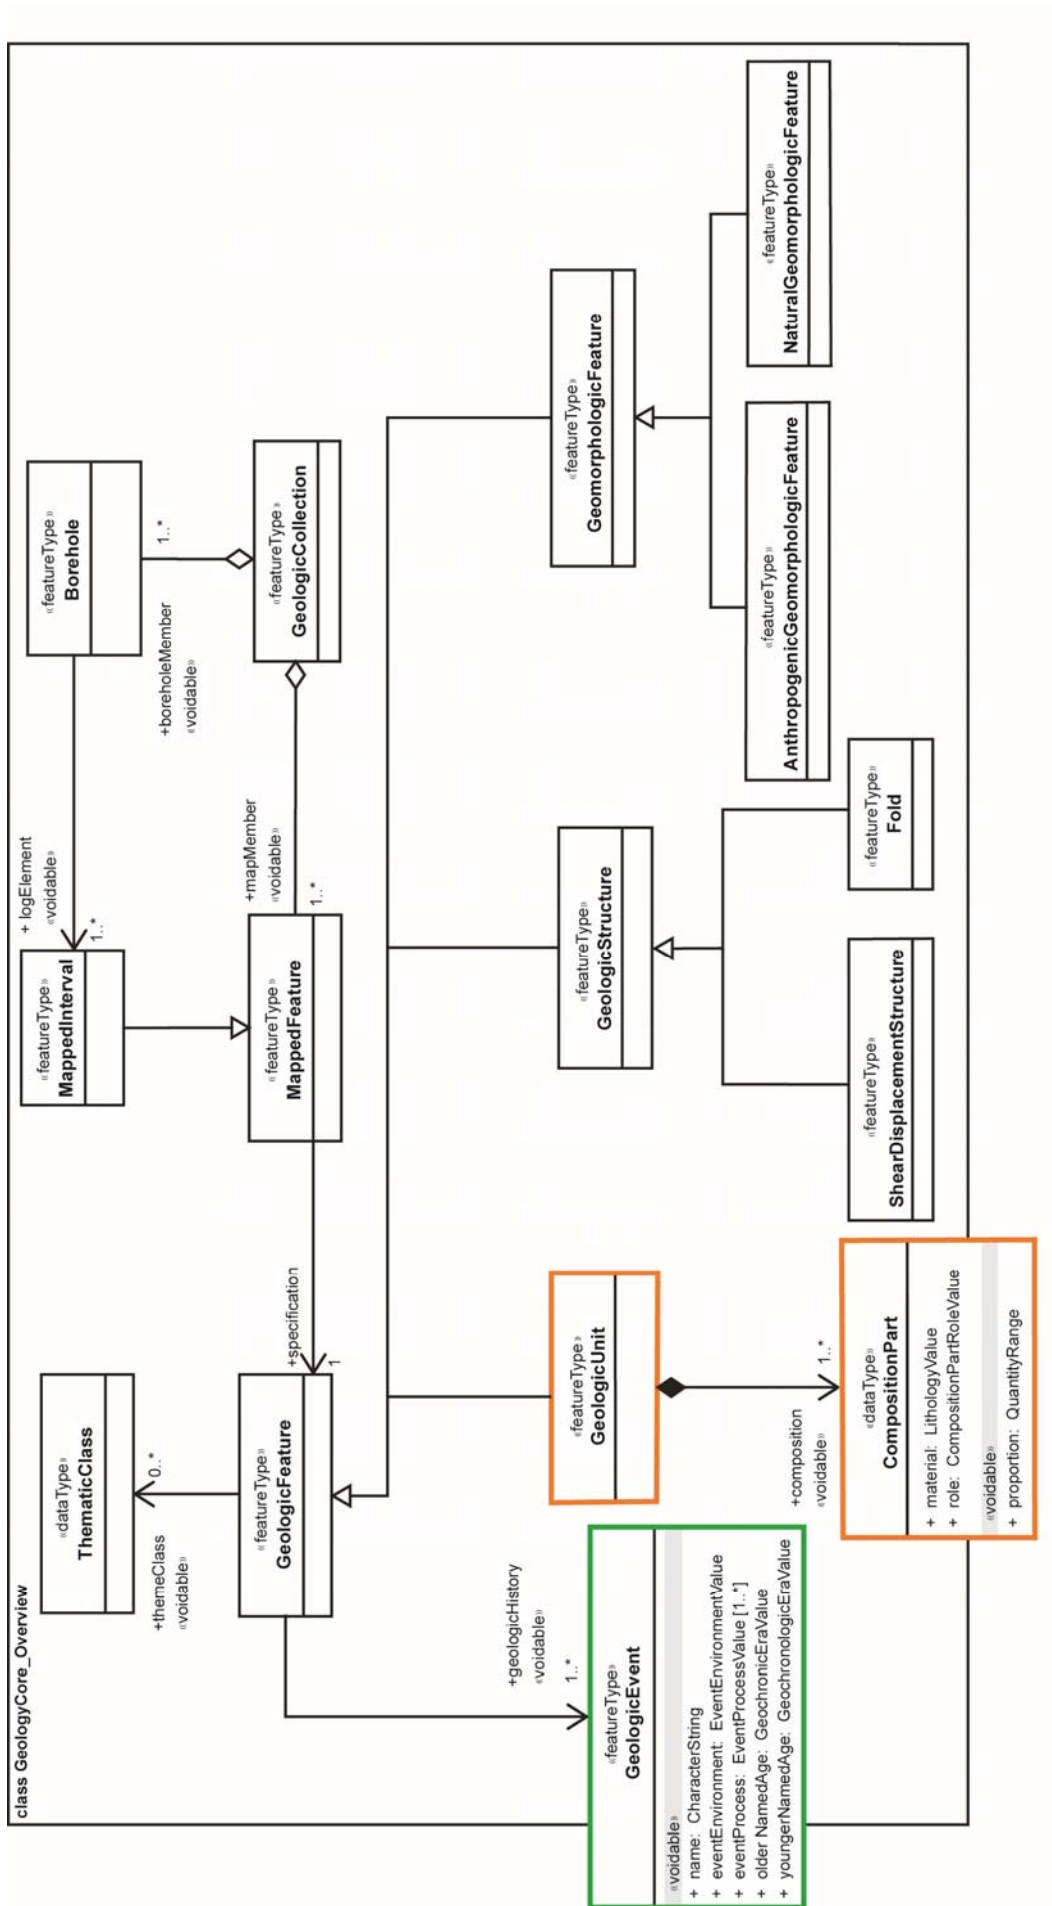 class GeologyCore_Overview
«dataType»
ThematicClass
+themeClass
«voidable»
0..*
«featureType»
GeologicFeature
+specification
1
«featureType»
MappedInterval
+ logElement
«voidable»
1..*
«featureType»
MappedFeature
+mapMember
«voidable»
1..*
«featureType»
Borehole
+boreholeMember
«voidable»
1..*
«featureType»
GeologicCollection
+geologicHistory
«voidable»
1..*
«featureType»
GeologicEvent
«voidable»
+ name: CharacterString
+ eventEnvironment: EventEnvironmentValue
+ eventProcess: EventProcessValue [1..*]
+ older NamedAge: GeochronicEraValue
+ youngerNamedAge: GeochronologicEraValue
«featureType»
GeologicUnit
+composition
«voidable»
1..*
«dataType»
CompositionPart
+ material: LithologyValue
+ role: CompositionPartRoleValue
«voidable»
+ proportion: QuantityRange
«featureType»
GeologicStructure
«featureType»
ShearDisplacementStructure
«featureType»
Fold
«featureType»
GeomorphologicFeature
«featureType»
AnthropogenicGeomorphologicFeature
«featureType»
NaturalGeomorphologicFeature